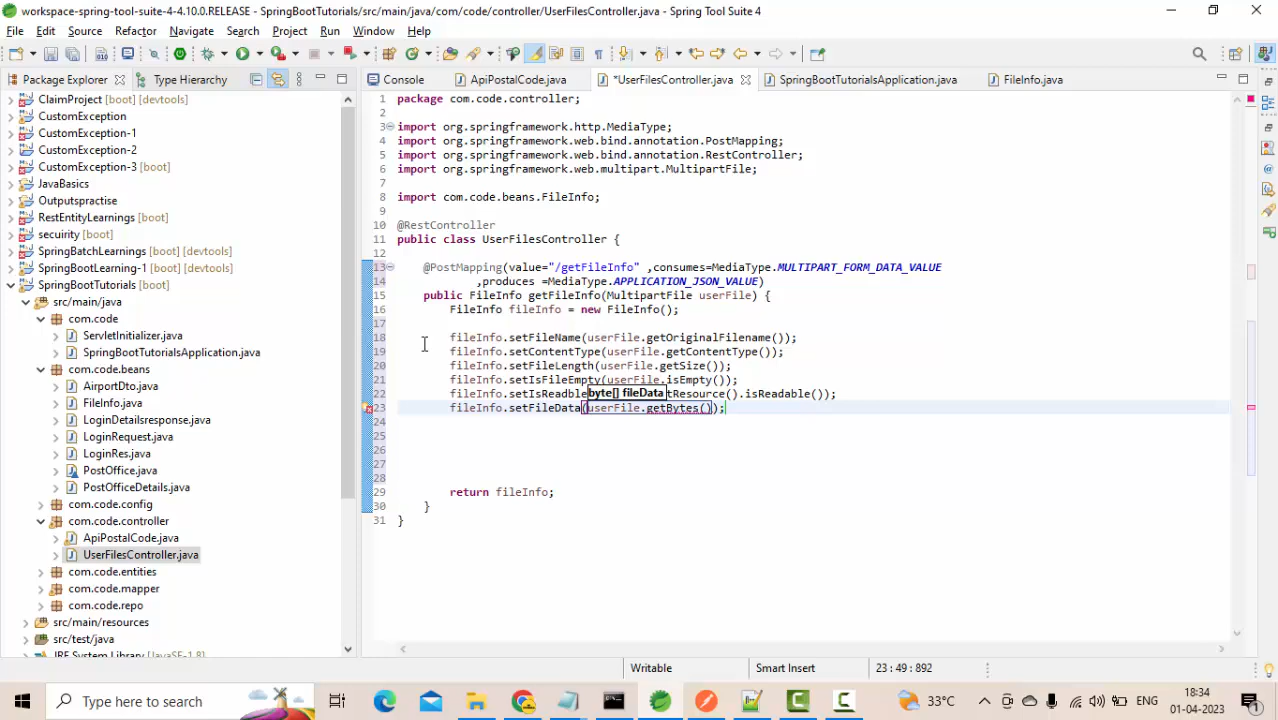 workspace-spring-tool-suite-4-4.10.0.RELEASE - SpringBootTutorials/src/main/java/com/code/controller/UserFilesController.java - Spring Tool Suite 4
File Edit Source Refactor Navigate Search Project Run Window Help
Package Explorer Type Hierarchy
Console ApiPostalCode.java *UserFilesController.java SpringBootTutorialsApplication.java FileInfo.java
ClaimProject [boot] [devtools]
CustomException
CustomException-1
CustomException-2
CustomException-3 [boot]
JavaBasics
Outputspractise
RestEntityLearnings [boot]
secuirity [boot]
SpringBatchLearnings [boot] [devtools]
SpringBootLearning-1 [boot] [devtools]
SpringBootTutorials [boot]
src/main/java
com.code
ServletInitializer.java
SpringBootTutorialsApplication.java
com.code.beans
AirportDto.java
FileInfo.java
LoginDetailsresponse.java
LoginRequest.java
LoginRes.java
PostOffice.java
PostOfficeDetails.java
com.code.config
com.code.controller
ApiPostalCode.java
UserFilesController.java
com.code.entities
com.code.mapper
com.code.repo
src/main/resources
src/test/java
JRE System Library [JavaSE-1.8]
1 package com.code.controller;
2
3 import org.springframework.http.MediaType;
4 import org.springframework.web.bind.annotation.PostMapping;
5 import org.springframework.web.bind.annotation.RestController;
6 import org.springframework.web.multipart.MultipartFile;
7
8 import com.code.beans.FileInfo;
9
10 @RestController
11 public class UserFilesController {
12
13 @PostMapping(value="/getFileInfo" ,consumes=MediaType.MULTIPART_FORM_DATA_VALUE
14 ,produces =MediaType.APPLICATION_JSON_VALUE)
15 public FileInfo getFileInfo(MultipartFile userFile) {
16 FileInfo fileInfo = new FileInfo();
17
18 fileInfo.setFileName(userFile.getOriginalFilename());
19 fileInfo.setContentType(userFile.getContentType());
20 fileInfo.setFileLength(userFile.getSize());
21 fileInfo.setIsFileEmpty(userFile.isEmpty());
22 fileInfo.setIsReadble byte[] fileData tResource().isReadable());
23 fileInfo.setFileData(userFile.getBytes());
24
25
26
27
28
29 return fileInfo;
30 }
31 }
Writable Smart Insert 23 : 49 : 892
Type here to search
33°C ENG 18:34
01-04-2023
1